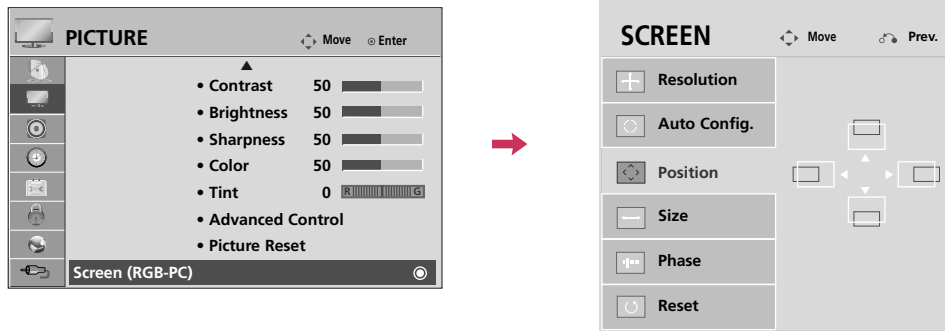 PICTURE
Move
Enter
• Contrast 50
• Brightness 50
• Sharpness 50
• Color 50
• Tint 0 R G
• Advanced Control
• Picture Reset
Screen (RGB-PC)
SCREEN
Move
Prev.
Resolution
Auto Config.
Position
Size
Phase
Reset